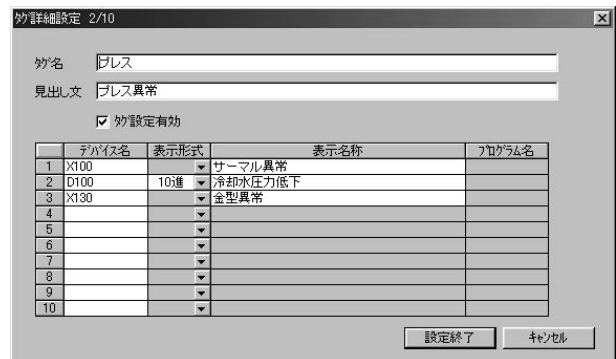 ﾀｸﾞ詳細設定 2/10
ﾀｸﾞ名 プレス
見出し文 プレス異常
ﾀｸﾞ設定有効
ﾃﾞﾊﾞｲｽ名 表示形式 表示名称 ﾌﾟﾛｸﾞﾗﾑ名
1 X100 サーマル異常
2 D100 10進 冷却水圧力低下
3 X130 金型異常
4
5
6
7
8
9
10
設定終了 ｷｬﾝｾﾙ